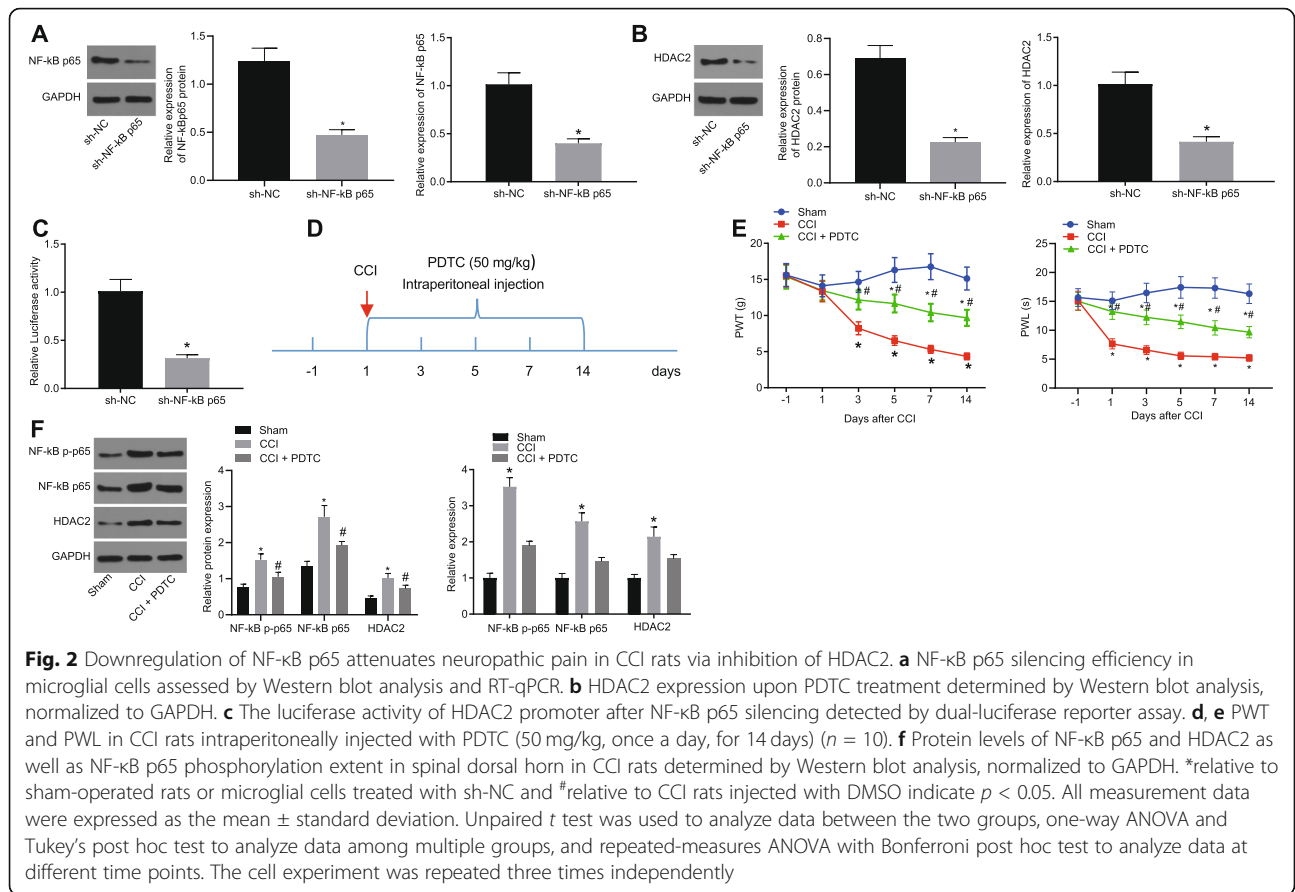 A
NF-kB p65
GAPDH
sh-NC
sh-NF-kB p65
Relative expression
of NF-kBp65 protein
1.5
1.0
0.5
0.0
*
sh-NC sh-NF-kB p65
Relative expression of NF-kB p65
1.5
1.0
0.5
0.0
*
sh-NC sh-NF-kB p65
B
HDAC2
GAPDH
sh-NC
sh-NF-kB p65
Relative expression
of HDAC2 protein
0.8
0.6
0.4
0.2
0.0
*
sh-NC sh-NF-kB p65
Relative expression of HDAC2
1.5
1.0
0.5
0.0
*
sh-NC sh-NF-kB p65
C
Relative Luciferase activity
1.5
1.0
0.5
0.0
*
sh-NC sh-NF-kB p65
D
CCI
PDTC (50 mg/kg)
Intraperitoneal injection
-1 1 3 5 7 14 days
E
Sham
CCI
CCI + PDTC
PWT (g)
20
15
10
5
0
*# *# *# *#
* * * *
-1 1 3 5 7 14
Days after CCI
Sham
CCI
CCI + PDTC
PWL (s)
25
20
15
10
5
0
*# *# *# *# *#
* * * * *
-1 1 3 5 7 14
Days after CCI
F
NF-kB p-p65
NF-kB p65
HDAC2
GAPDH
Sham
CCI
CCI + PDTC
Sham
CCI
CCI + PDTC
Relative protein expression
4
3
2
1
0
* # * # * #
NF-kB p-p65 NF-kB p65 HDAC2
Sham
CCI
CCI + PDTC
Relative expression
4
3
2
1
0
* * *
NF-kB p-p65 NF-kB p65 HDAC2
Fig. 2 Downregulation of NF-κB p65 attenuates neuropathic pain in CCI rats via inhibition of HDAC2. a NF-κB p65 silencing efficiency in
microglial cells assessed by Western blot analysis and RT-qPCR. b HDAC2 expression upon PDTC treatment determined by Western blot analysis,
normalized to GAPDH. c The luciferase activity of HDAC2 promoter after NF-κB p65 silencing detected by dual-luciferase reporter assay. d, e PWT
and PWL in CCI rats intraperitoneally injected with PDTC (50 mg/kg, once a day, for 14 days) (n = 10). f Protein levels of NF-κB p65 and HDAC2 as
well as NF-κB p65 phosphorylation extent in spinal dorsal horn in CCI rats determined by Western blot analysis, normalized to GAPDH. *relative to
sham-operated rats or microglial cells treated with sh-NC and #relative to CCI rats injected with DMSO indicate p < 0.05. All measurement data
were expressed as the mean ± standard deviation. Unpaired t test was used to analyze data between the two groups, one-way ANOVA and
Tukey's post hoc test to analyze data among multiple groups, and repeated-measures ANOVA with Bonferroni post hoc test to analyze data at
different time points. The cell experiment was repeated three times independently